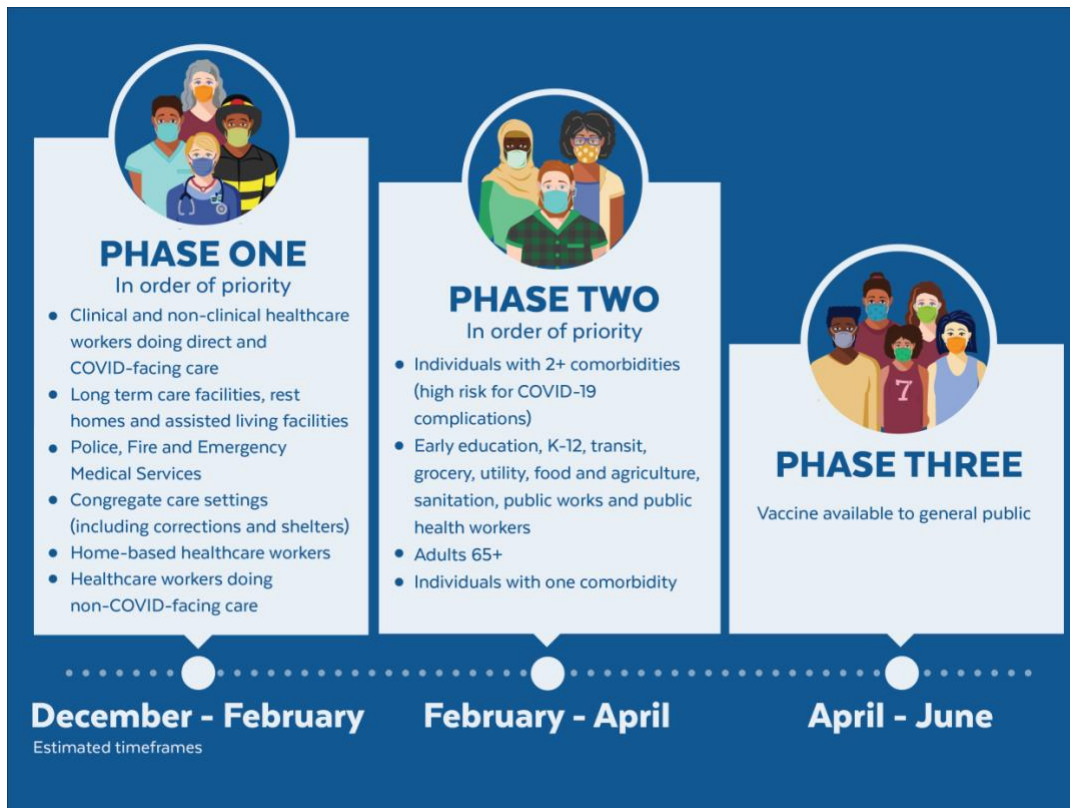 PHASE ONE
In order of priority
• Clinical and non-clinical healthcare
workers doing direct and
COVID-facing care
• Long term care facilities, rest
homes and assisted living facilities
• Police, Fire and Emergency
Medical Services
• Congregate care settings
(including corrections and shelters)
• Home-based healthcare workers
• Healthcare workers doing
non-COVID-facing care
December - February
Estimated timeframes
PHASE TWO
In order of priority
• Individuals with 2+ comorbidities
(high risk for COVID-19
complications)
• Early education, K-12, transit,
grocery, utility, food and agriculture,
sanitation, public works and public
health workers
• Adults 65+
• Individuals with one comorbidity
February - April
7
PHASE THREE
Vaccine available to general public
April - June